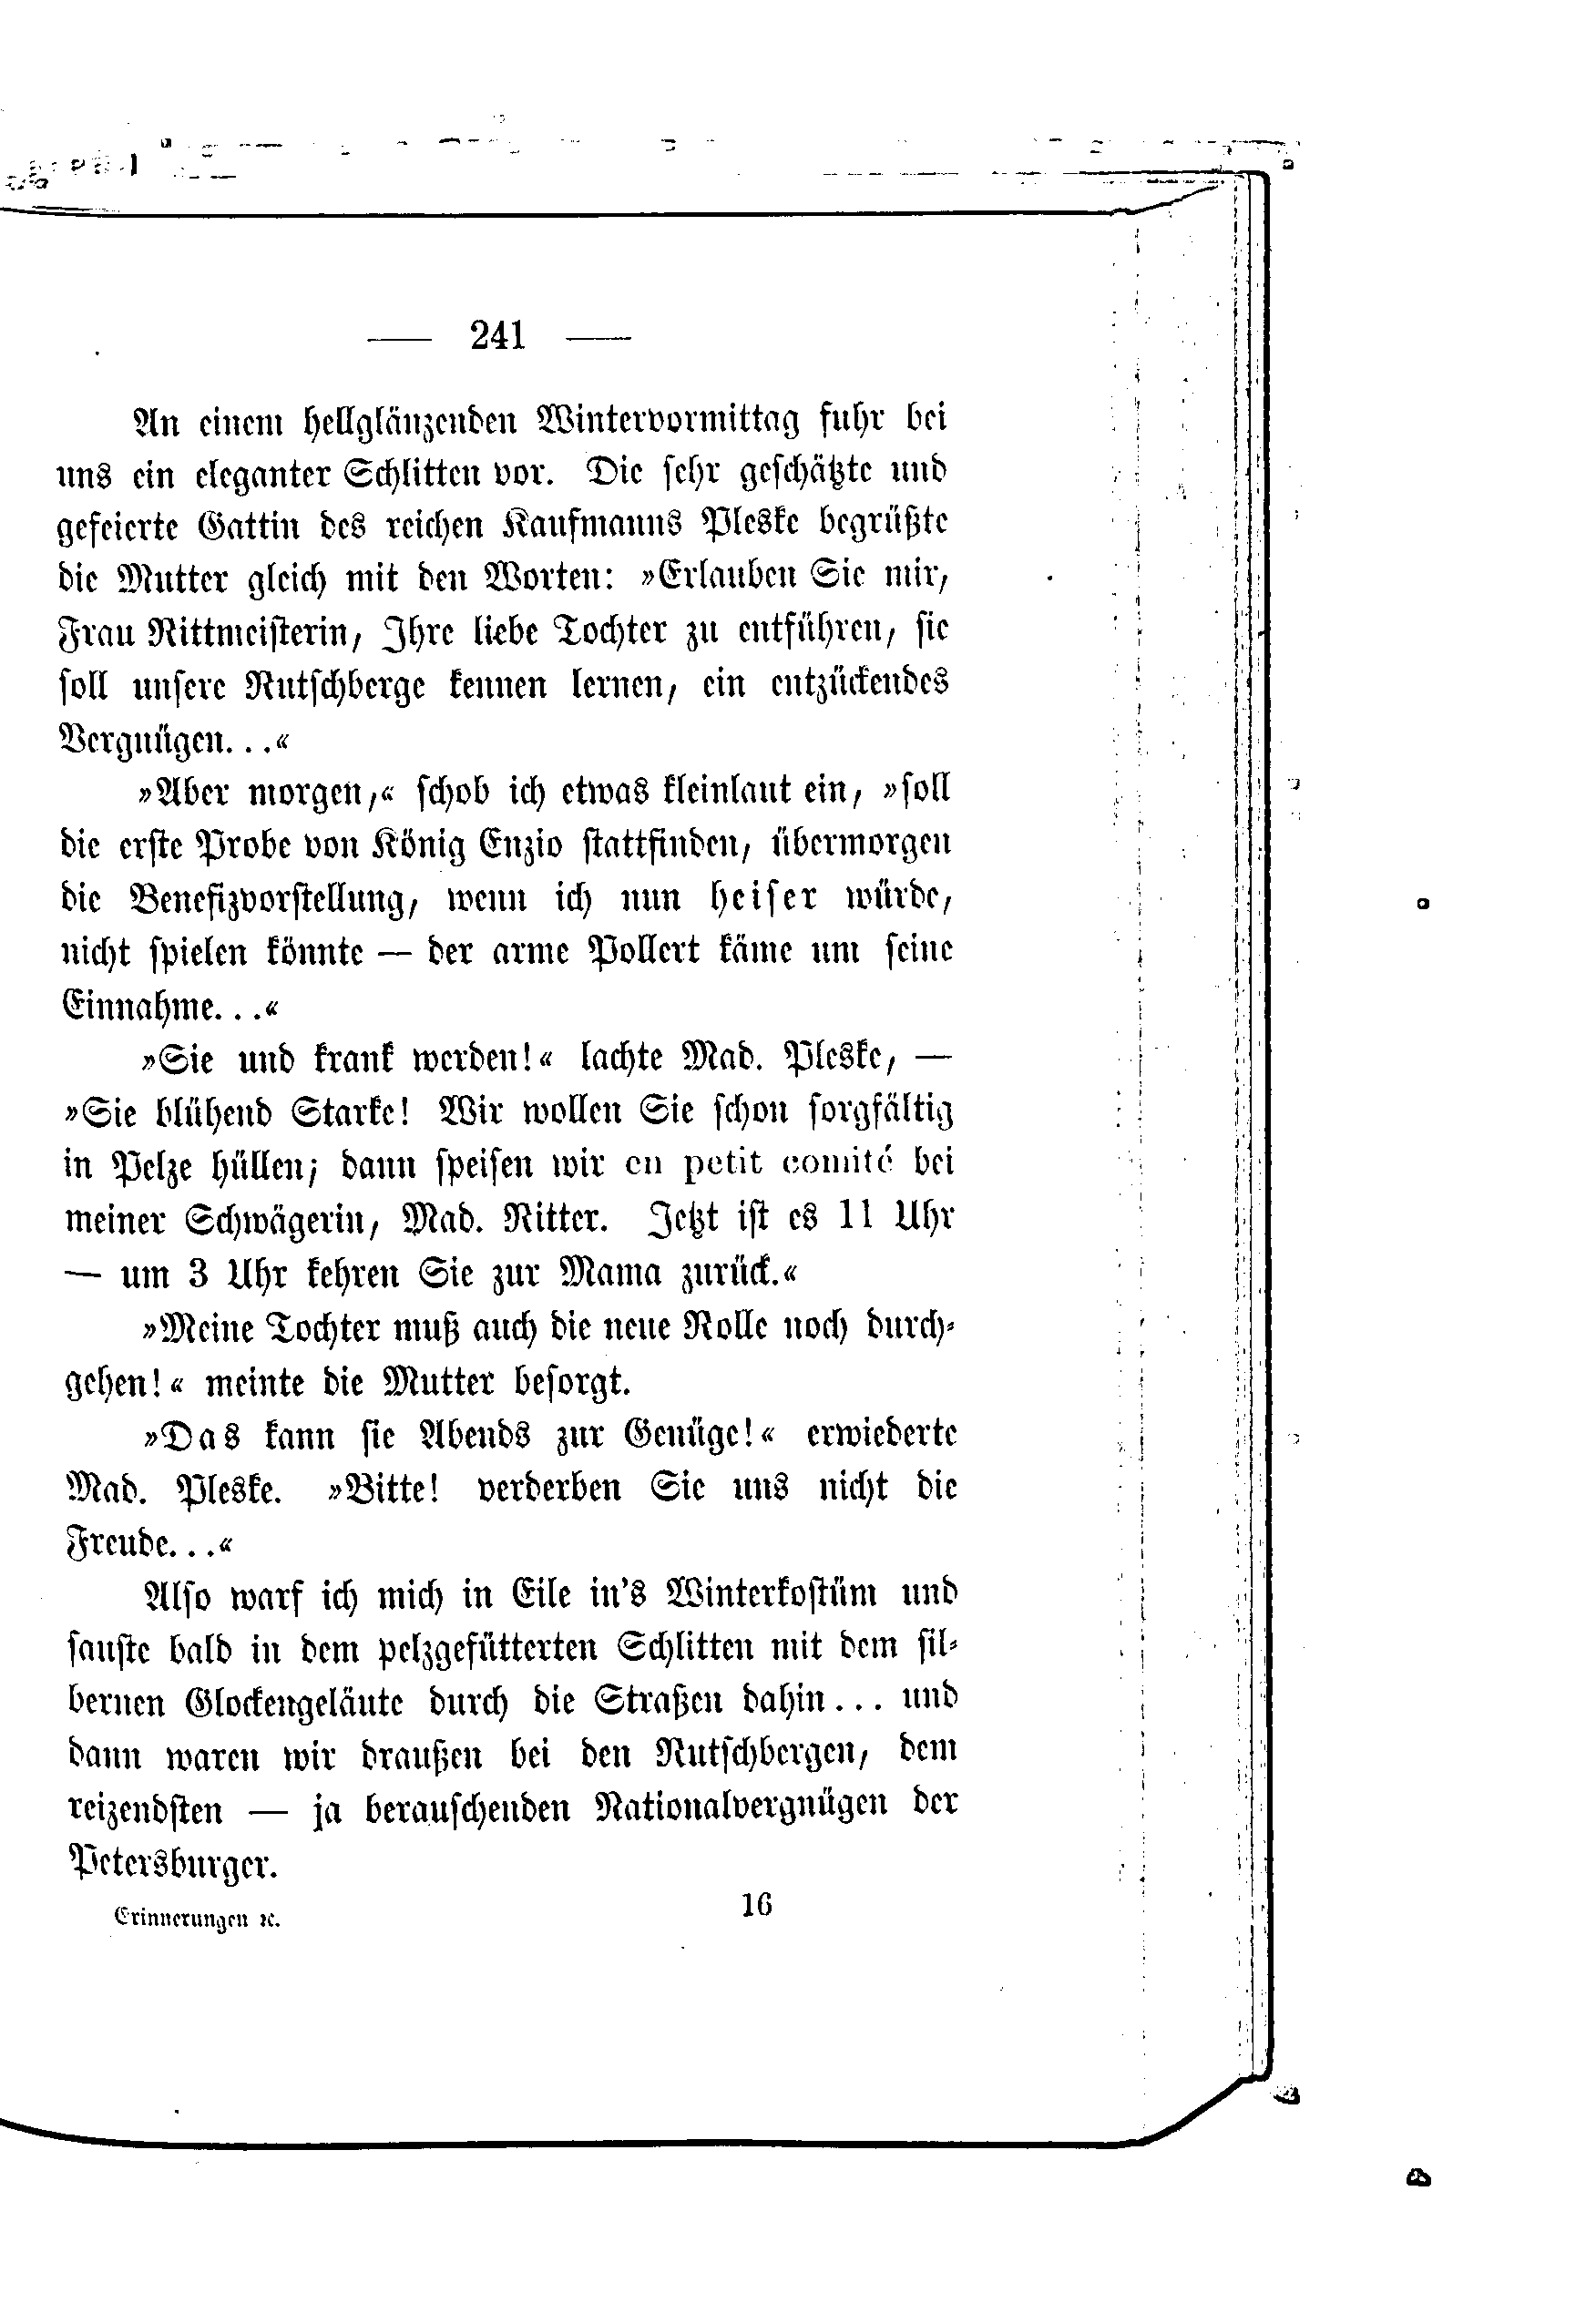 — 241 —
An einem hellglänzenden Wintervormittag fuhr bei
uns ein eleganter Schlitten vor. Die sehr geschätzte und
gefeierte Gattin des reichen Kaufmanns Pleske begrüßte
die Mutter gleich mit den Worten: »Erlauben Sie mir,
Frau Rittmeisterin, Ihre liebe Tochter zu entführen, sie
soll unsere Rutschberge kennen lernen, ein entzückendes
Vergnügen...«
»Aber morgen,« schob ich etwas kleinlaut ein, »soll
die erste Probe von König Enzio stattfinden, übermorgen
die Benefizvorstellung, wenn ich nun heiser würde,
nicht spielen könnte — der arme Pollert käme um seine
Einnahme...«
»Sie und krank werden!« lachte Mad. Pleske, —
»Sie blühend Starke! Wir wollen Sie schon sorgfältig
in Pelze hüllen; dann speisen wir en petit comité bei
meiner Schwägerin, Mad. Ritter. Jetzt ist es 11 Uhr
— um 3 Uhr kehren Sie zur Mama zurück.«
»Meine Tochter muß auch die neue Rolle noch durch-
gehen!« meinte die Mutter besorgt.
»Das kann sie Abends zur Genüge!« erwiederte
Mad. Pleske. »Bitte! verderben Sie uns nicht die
Freude...«
Also warf ich mich in Eile in's Winterkostüm und
sauste bald in dem pelzgefütterten Schlitten mit dem sil-
bernen Glockengeläute durch die Straßen dahin... und
dann waren wir draußen bei den Rutschbergen, dem
reizendsten — ja berauschenden Nationalvergnügen der
Petersburger.
Erinnerungen ꝛc. 16